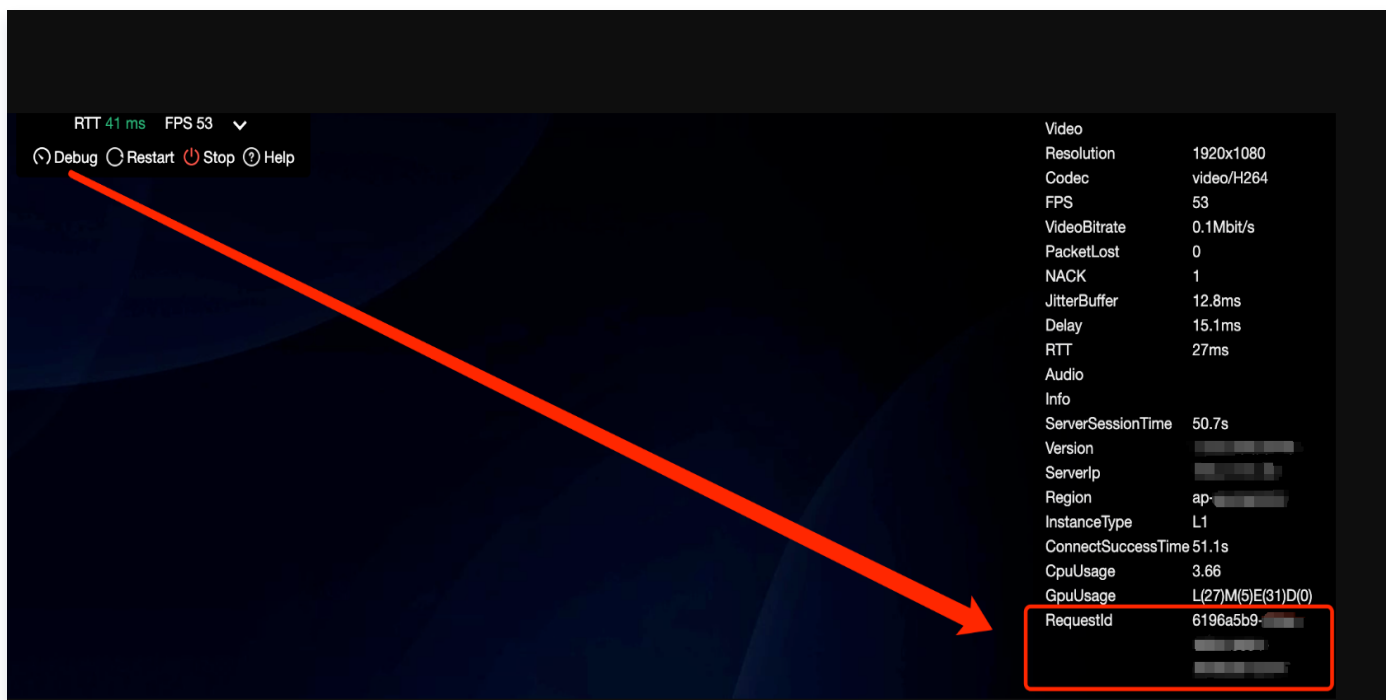 RTT 41 ms FPS 53
Debug Restart Stop Help
Video
Resolution 1920x1080
Codec video/H264
FPS 53
VideoBitrate 0.1Mbit/s
PacketLost 0
NACK 1
JitterBuffer 12.8ms
Delay 15.1ms
RTT 27ms
Audio
Info
ServerSessionTime 50.7s
Version
ServerIp
Region ap-
InstanceType L1
ConnectSuccessTime 51.1s
CpuUsage 3.66
GpuUsage L(27)M(5)E(31)D(0)
RequestId 6196a5b9-